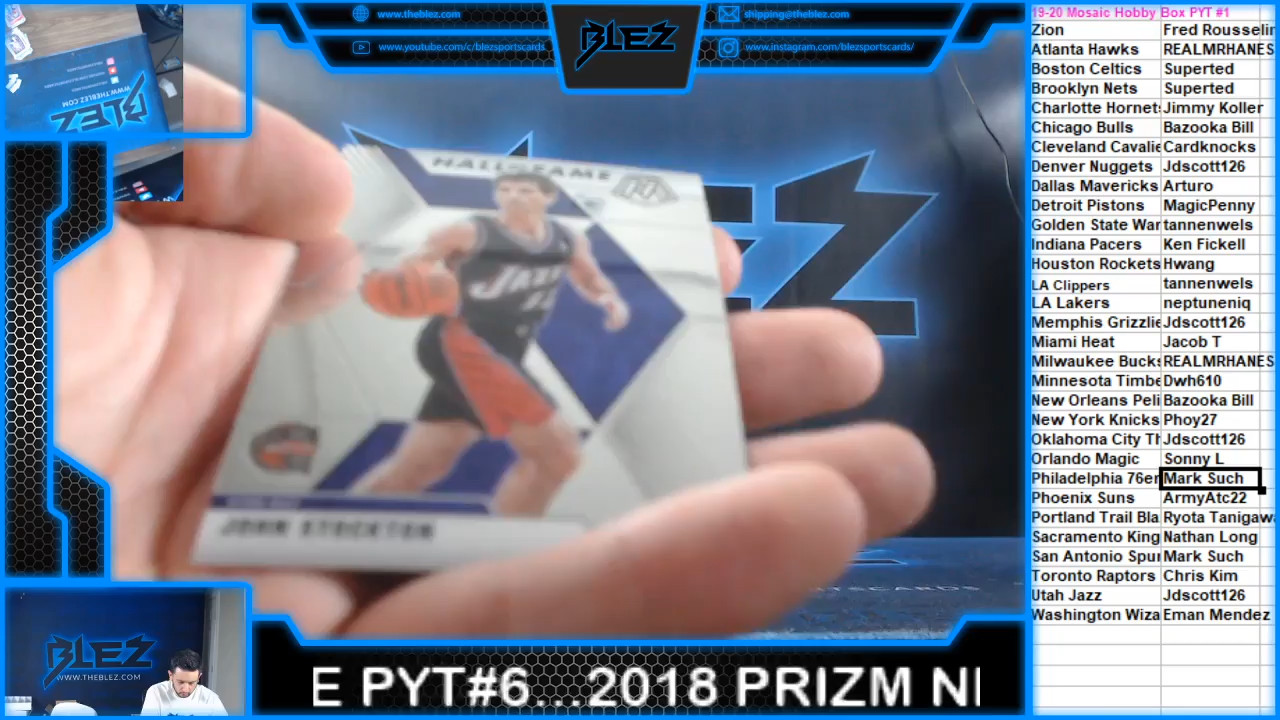 www.theblez.com
shipping@theblez.com
BLEZ
www.youtube.com/c/blezsportscards
www.instagram.com/blezsportscards/
WWW.THEBLEZ.COM
BLEZ
HALL OF FAME
JAZZ
JOHN STOCKTON
BLEZ
WWW.THEBLEZ.COM
E PYT#6...2018 PRIZM NI
19-20 Mosaic Hobby Box PYT #1
Zion Fred Rousselin
Atlanta Hawks REALMRHANES
Boston Celtics Superted
Brooklyn Nets Superted
Charlotte Hornets Jimmy Koller
Chicago Bulls Bazooka Bill
Cleveland Cavalie Cardknocks
Denver Nuggets Jdscott126
Dallas Mavericks Arturo
Detroit Pistons MagicPenny
Golden State War tannenwels
Indiana Pacers Ken Fickell
Houston Rockets Hwang
LA Clippers tannenwels
LA Lakers neptuneniq
Memphis Grizzlie Jdscott126
Miami Heat Jacob T
Milwaukee Bucks REALMRHANES
Minnesota Timbe Dwh610
New Orleans Peli Bazooka Bill
New York Knicks Phoy27
Oklahoma City Th Jdscott126
Orlando Magic Sonny L
Philadelphia 76er Mark Such
Phoenix Suns ArmyAtc22
Portland Trail Bla Ryota Tanigaw
Sacramento King Nathan Long
San Antonio Spur Mark Such
Toronto Raptors Chris Kim
Utah Jazz Jdscott126
Washington Wiza Eman Mendez